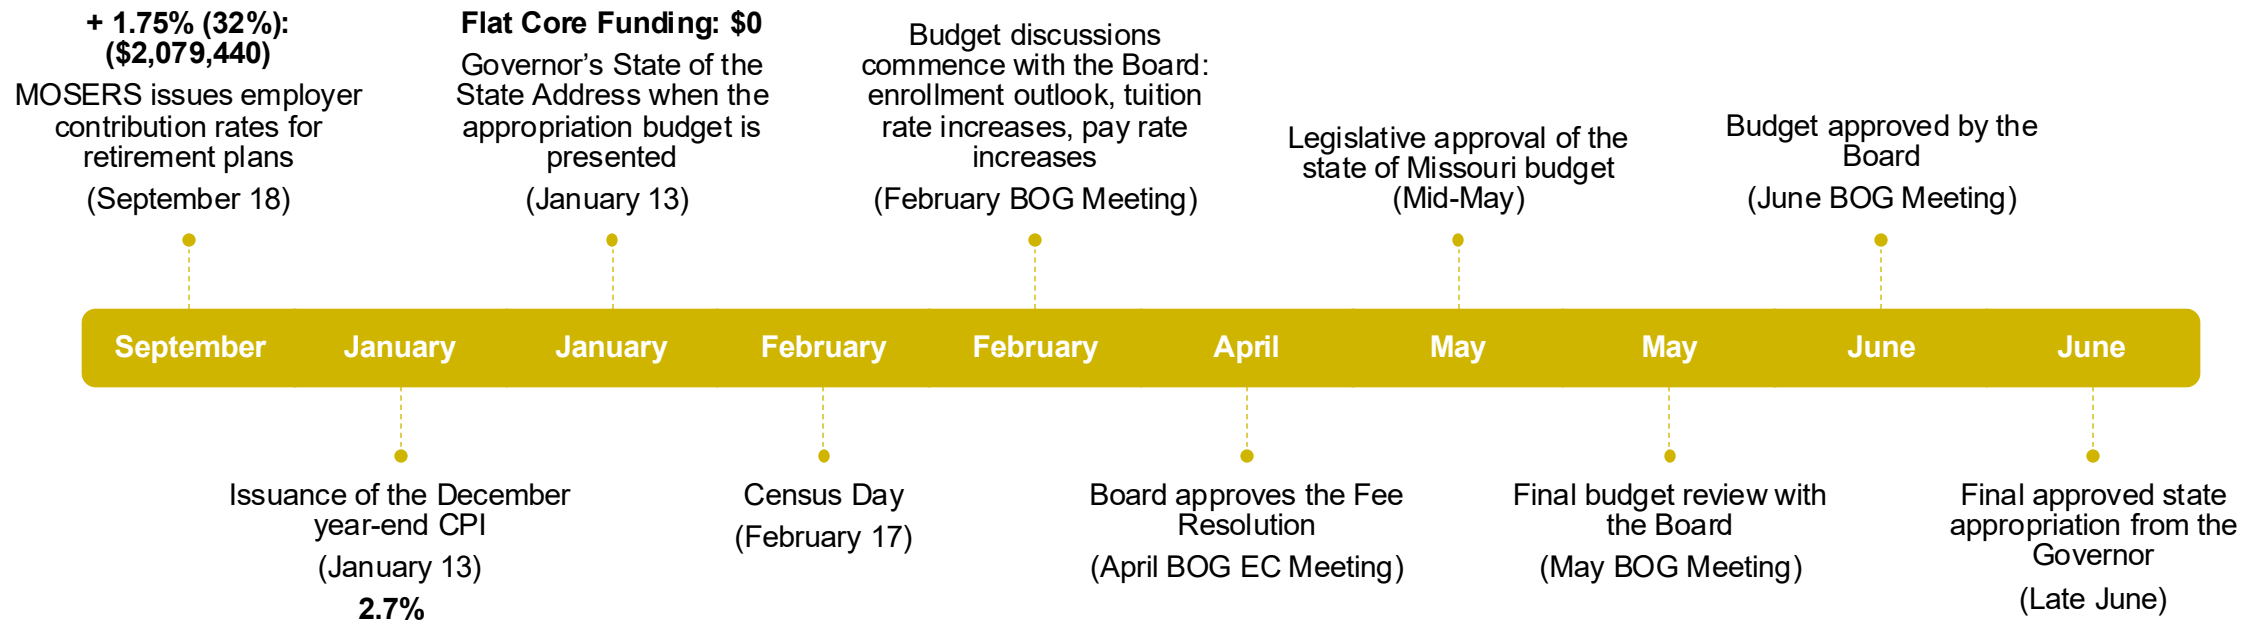 + 1.75% (32%):
($2,079,440)
MOSERS issues employer
contribution rates for
retirement plans
(September 18)
Flat Core Funding: $0
Governor's State of the
State Address when the
appropriation budget is
presented
(January 13)
Budget discussions
commence with the Board:
enrollment outlook, tuition
rate increases, pay rate
increases
(February BOG Meeting)
Legislative approval of the
state of Missouri budget
(Mid-May)
Budget approved by the
Board
(June BOG Meeting)
September
January
January
February
February
April
May
May
June
June
Issuance of the December
year-end CPI
(January 13)
2.7%
Census Day
(February 17)
Board approves the Fee
Resolution
(April BOG EC Meeting)
Final budget review with
the Board
(May BOG Meeting)
Final approved state
appropriation from the
Governor
(Late June)